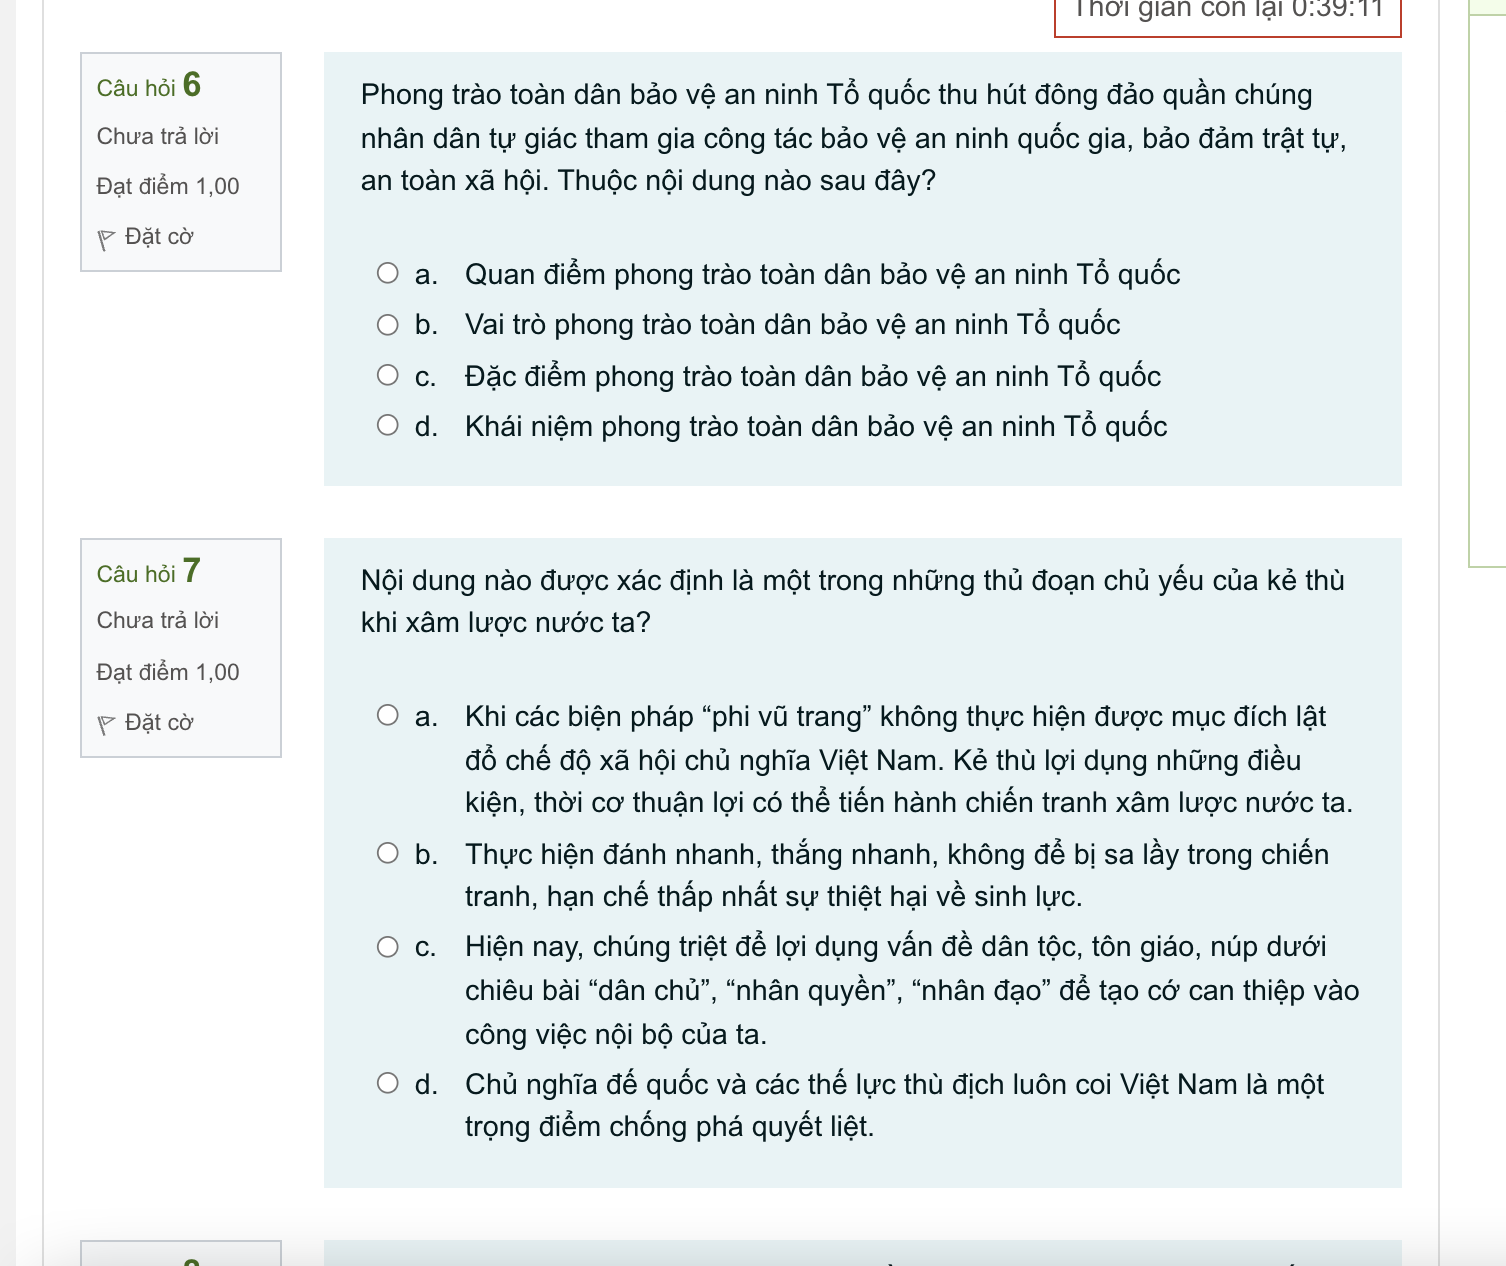 Thời gian còn lại 0:39:11
Câu hỏi 6
Chưa trả lời
Đạt điểm 1,00
Đặt cờ
Phong trào toàn dân bảo vệ an ninh Tổ quốc thu hút đông đảo quần chúng
nhân dân tự giác tham gia công tác bảo vệ an ninh quốc gia, bảo đảm trật tự,
an toàn xã hội. Thuộc nội dung nào sau đây?
a. Quan điểm phong trào toàn dân bảo vệ an ninh Tổ quốc
b. Vai trò phong trào toàn dân bảo vệ an ninh Tổ quốc
c. Đặc điểm phong trào toàn dân bảo vệ an ninh Tổ quốc
d. Khái niệm phong trào toàn dân bảo vệ an ninh Tổ quốc
Câu hỏi 7
Chưa trả lời
Đạt điểm 1,00
Đặt cờ
Nội dung nào được xác định là một trong những thủ đoạn chủ yếu của kẻ thù
khi xâm lược nước ta?
a. Khi các biện pháp “phi vũ trang” không thực hiện được mục đích lật
đổ chế độ xã hội chủ nghĩa Việt Nam. Kẻ thù lợi dụng những điều
kiện, thời cơ thuận lợi có thể tiến hành chiến tranh xâm lược nước ta.
b. Thực hiện đánh nhanh, thắng nhanh, không để bị sa lầy trong chiến
tranh, hạn chế thấp nhất sự thiệt hại về sinh lực.
c. Hiện nay, chúng triệt để lợi dụng vấn đề dân tộc, tôn giáo, núp dưới
chiêu bài “dân chủ”, “nhân quyền”, “nhân đạo” để tạo cớ can thiệp vào
công việc nội bộ của ta.
d. Chủ nghĩa đế quốc và các thế lực thù địch luôn coi Việt Nam là một
trọng điểm chống phá quyết liệt.